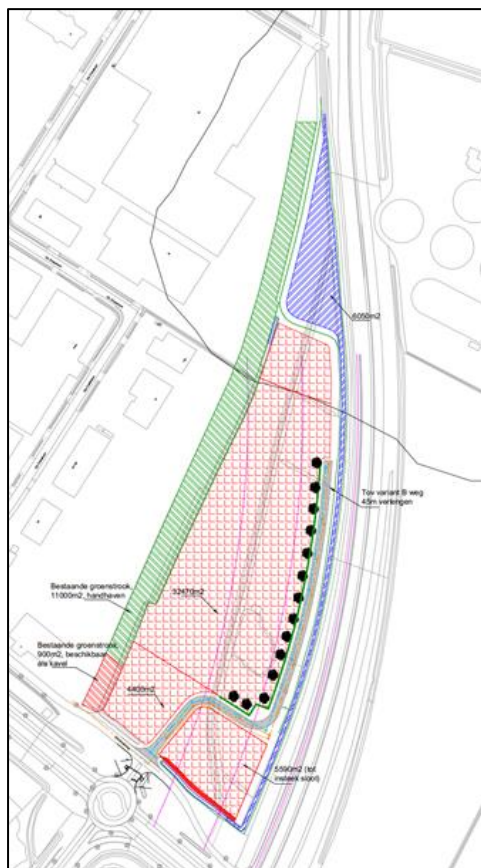 6050m2
Tov variant B weg
45m verlengen
Bestaande groenstrook,
11000m2, handhaven
32470m2
Bestaande groenstrook,
900m2, beschikbaar
als kavel
4400m2
5590m2 (tot
insteek sloot)